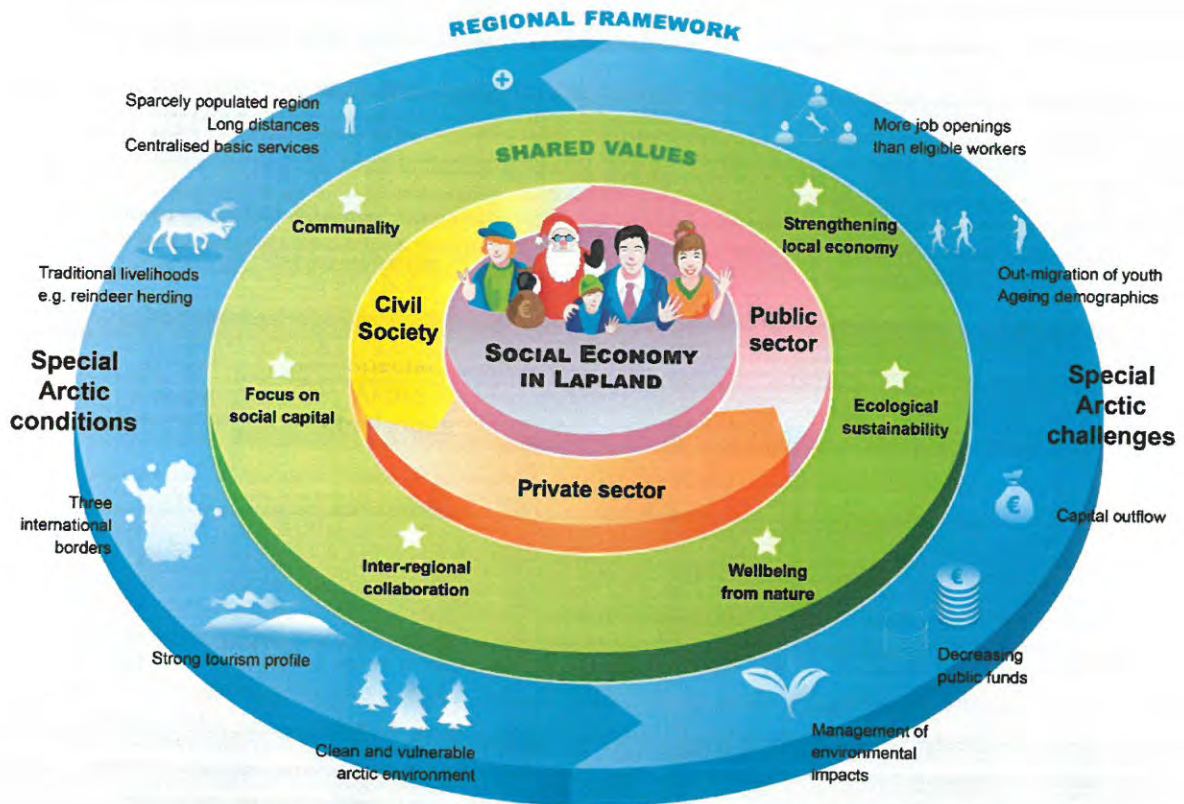 REGIONAL FRAMEWORK
Sparcely populated region
Long distances
Centralised basic services
More job openings
than eligible workers
SHARED VALUES
Communality
Strengthening
local economy
Traditional livelihoods
e.g. reindeer herding
Out-migration of youth
Ageing demographics
Civil
Society
Public
sector
SOCIAL ECONOMY
IN LAPLAND
Special
Arctic
conditions
Special
Arctic
challenges
Focus on
social capital
Ecological
sustainability
Private sector
Three
international
borders
Capital outflow
Inter-regional
collaboration
Wellbeing
from nature
Strong tourism profile
Decreasing
public funds
Clean and vulnerable
arctic environment
Management of
environmental
impacts
€
€
€